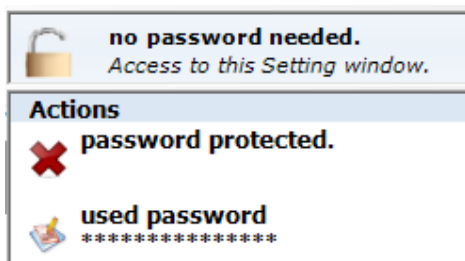 no password needed.
Access to this Setting window.
Actions
password protected.
used password
***************